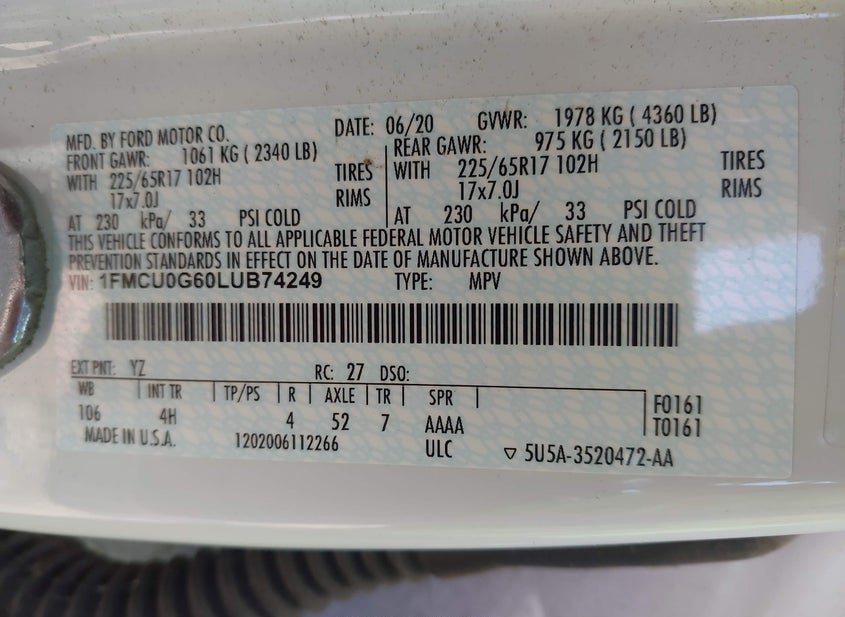 MFD. BY FORD MOTOR CO. DATE: 06/20 GVWR: 1978 KG ( 4360 LB)
FRONT GAWR: 1061 KG ( 2340 LB) REAR GAWR: 975 KG ( 2150 LB)
WITH 225/65R17 102H TIRES WITH 225/65R17 102H TIRES
17x7.0J RIMS 17x7.0J RIMS
AT 230 kPa/ 33 PSI COLD AT 230 kPa/ 33 PSI COLD
THIS VEHICLE CONFORMS TO ALL APPLICABLE FEDERAL MOTOR VEHICLE SAFETY AND THEFT
PREVENTION STANDARDS IN EFFECT ON THE DATE OF MANUFACTURE SHOWN ABOVE.
VIN: 1FMCU0G60LUB74249 TYPE: MPV
EXT PNT: YZ RC: 27 DSO:
WB INT TR TP/PS R AXLE TR SPR F0161
106 4H 4 52 7 AAAA T0161
MADE IN U.S.A. 1202006112266 ULC ▽ 5U5A-3520472-AA